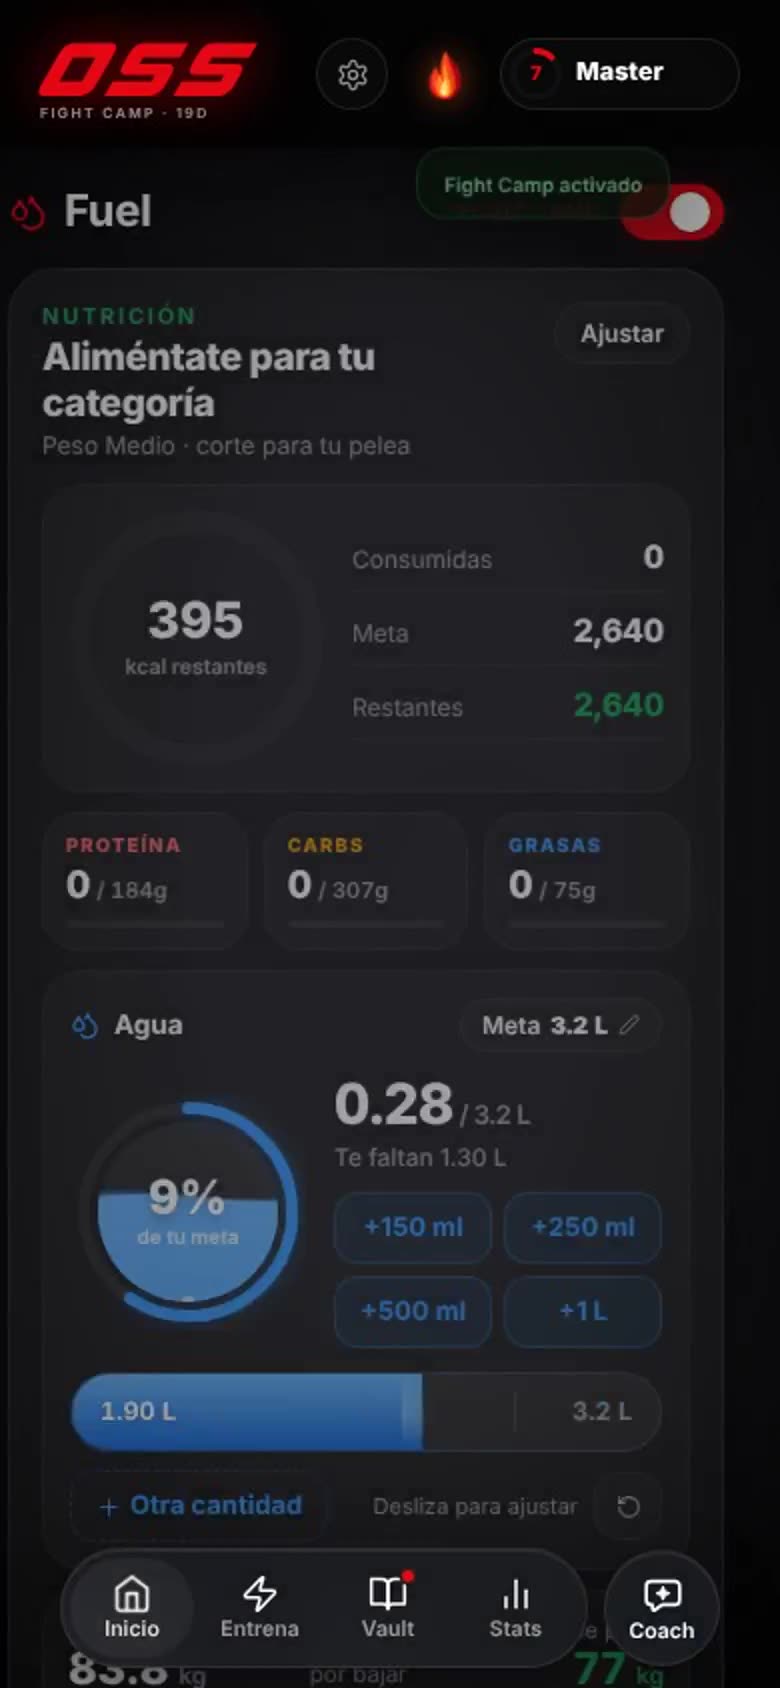 OSS
FIGHT CAMP · 19D
7 Master
Fight Camp activado
Fuel
NUTRICIÓN
Aliméntate para tu
categoría
Ajustar
Peso Medio · corte para tu pelea
395
kcal restantes
Consumidas 0
Meta 2,640
Restantes 2,640
PROTEÍNA
0 / 184g
CARBS
0 / 307g
GRASAS
0 / 75g
Agua
Meta 3.2 L
9%
de tu meta
0.28 / 3.2 L
Te faltan 1.30 L
+150 ml +250 ml
+500 ml +1 L
1.90 L 3.2 L
+ Otra cantidad
Desliza para ajustar
Inicio Entrena Vault Stats Coach
83.8 kg por bajar 77 kg